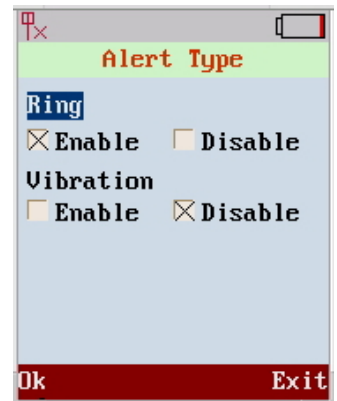 Alert Type
Ring
Enable Disable
Vibration
Enable Disable
Ok Exit